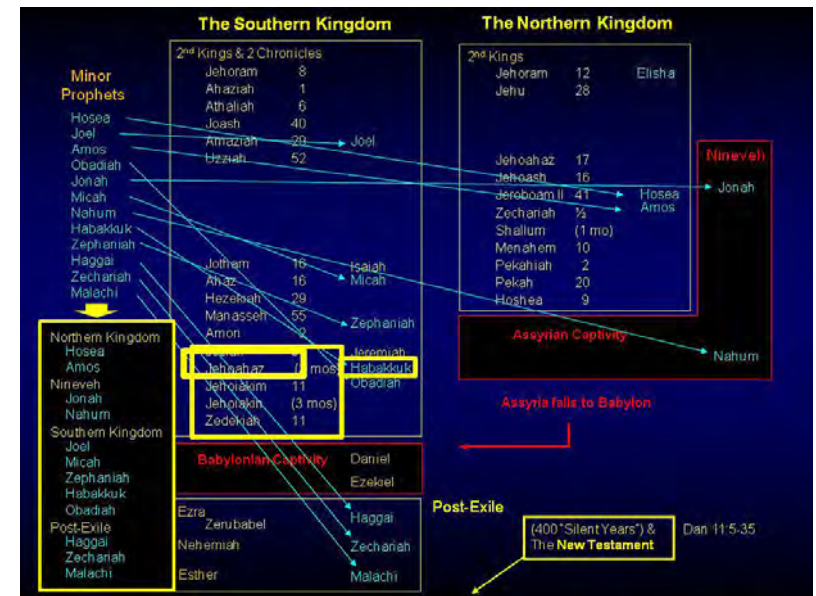 The Southern Kingdom
The Northern Kingdom
Minor
Prophets
Hosea
Joel
Amos
Obadiah
Jonah
Micah
Nahum
Habakkuk
Zephaniah
Haggai
Zechariah
Malachi
Northern Kingdom
Hosea
Amos
Nineveh
Jonah
Nahum
Southern Kingdom
Joel
Micah
Zephaniah
Habakkuk
Obadiah
Post-Exile
Haggai
Zechariah
Malachi
2nd Kings & 2 Chronicles
Jehoram 8
Ahaziah 1
Athaliah 6
Joash 40
Amaziah 29 Joel
Uzziah 52
Jotham 16 Isaiah
Ahaz 16 Micah
Hezekiah 29
Manasseh 55
Zephaniah
Amon 2
Josiah Jeremiah
Jehoahaz mos) Habakkuk
Obadiah
Jehoiakim 11
Jehoiakin (3 mos)
Zedekiah 11
Babylonian Captivity Daniel
Ezekiel
Ezra
Zerubabel Haggai
Nehemiah Zechariah
Esther Malachi
2nd Kings
Jehoram 12 Elisha
Jehu 28
Jehoahaz 17
Jehoash 16
Jeroboam II 41 Hosea
Zechariah ½ Amos
Shallum (1 mo)
Menahem 10
Pekahiah 2
Pekah 20
Hoshea 9
Nineveh
Jonah
Assyrian Captivity
Nahum
Assyria falls to Babylon
Post-Exile
(400 "Silent Years") & Dan 11:5-35
The New Testament